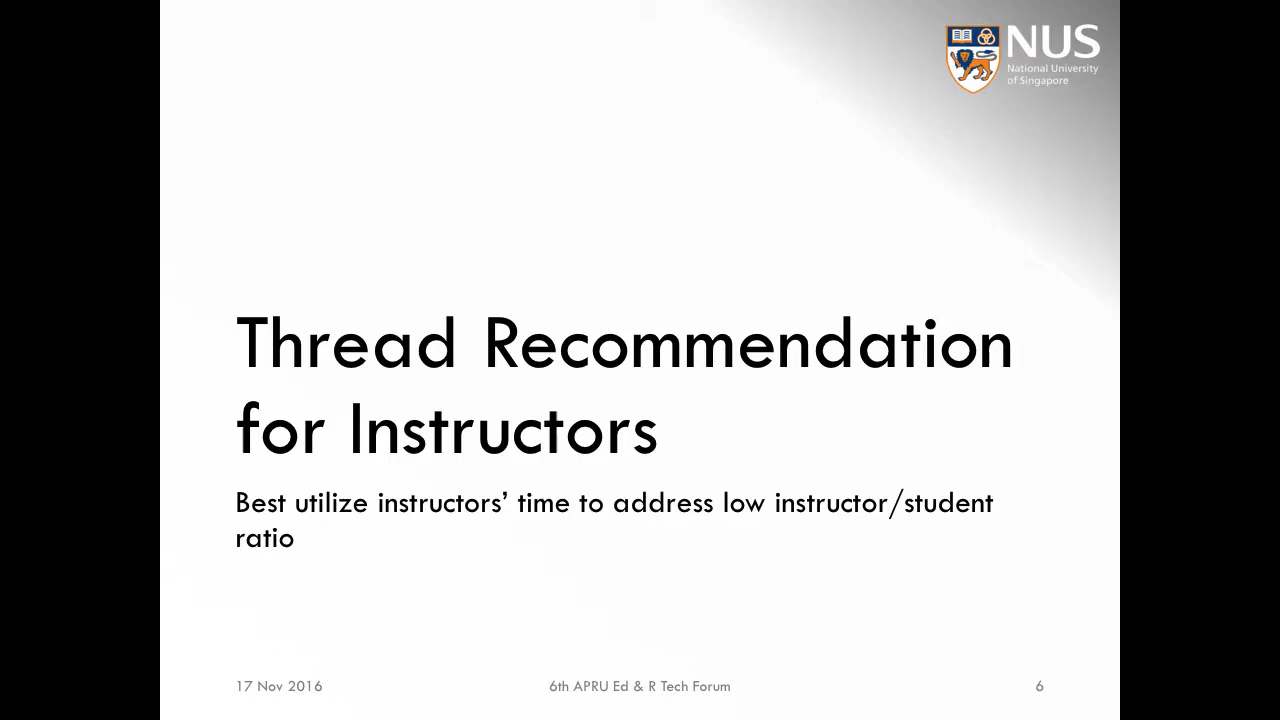 NUS
National University
of Singapore
Thread Recommendation
for Instructors
Best utilize instructors’ time to address low instructor/student
ratio
17 Nov 2016
6th APRU Ed & R Tech Forum
6